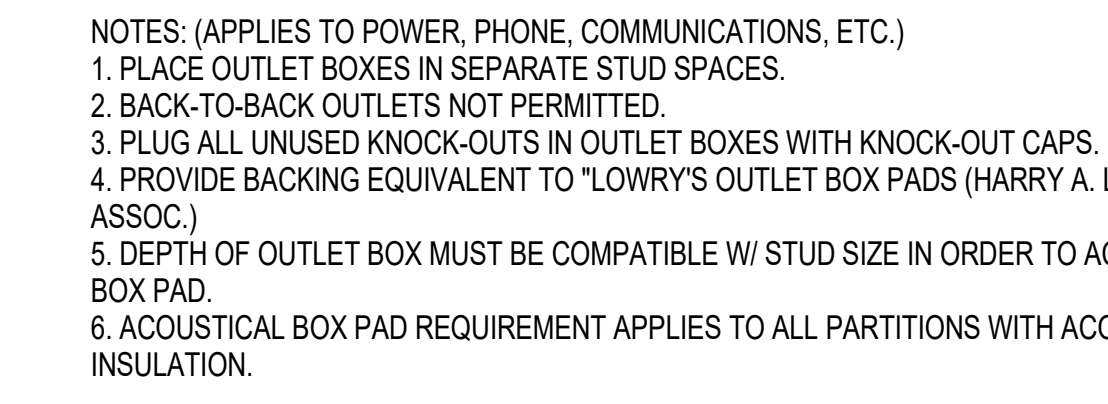 NOTES: (APPLIES TO POWER, PHONE, COMMUNICATIONS, ETC.)
1. PLACE OUTLET BOXES IN SEPARATE STUD SPACES.
2. BACK-TO-BACK OUTLETS NOT PERMITTED.
3. PLUG ALL UNUSED KNOCK-OUTS IN OUTLET BOXES WITH KNOCK-OUT CAPS.
4. PROVIDE BACKING EQUIVALENT TO "LOWRY'S OUTLET BOX PADS (HARRY A.
ASSOC.)
5. DEPTH OF OUTLET BOX MUST BE COMPATIBLE W/ STUD SIZE IN ORDER TO
BOX PAD.
6. ACOUSTICAL BOX PAD REQUIREMENT APPLIES TO ALL PARTITIONS WITH
INSULATION.